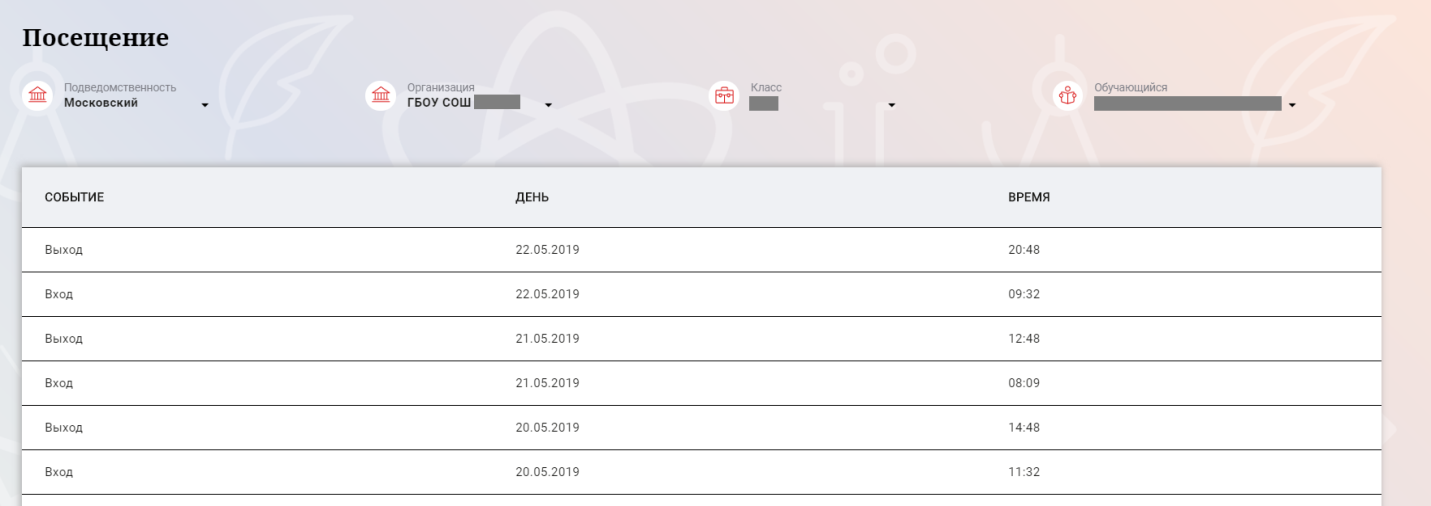 Посещение
Подведомственность
Московский
Организация
ГБОУ СОШ
Класс
Обучающийся
СОБЫТИЕ ДЕНЬ ВРЕМЯ
Выход 22.05.2019 20:48
Вход 22.05.2019 09:32
Выход 21.05.2019 12:48
Вход 21.05.2019 08:09
Выход 20.05.2019 14:48
Вход 20.05.2019 11:32